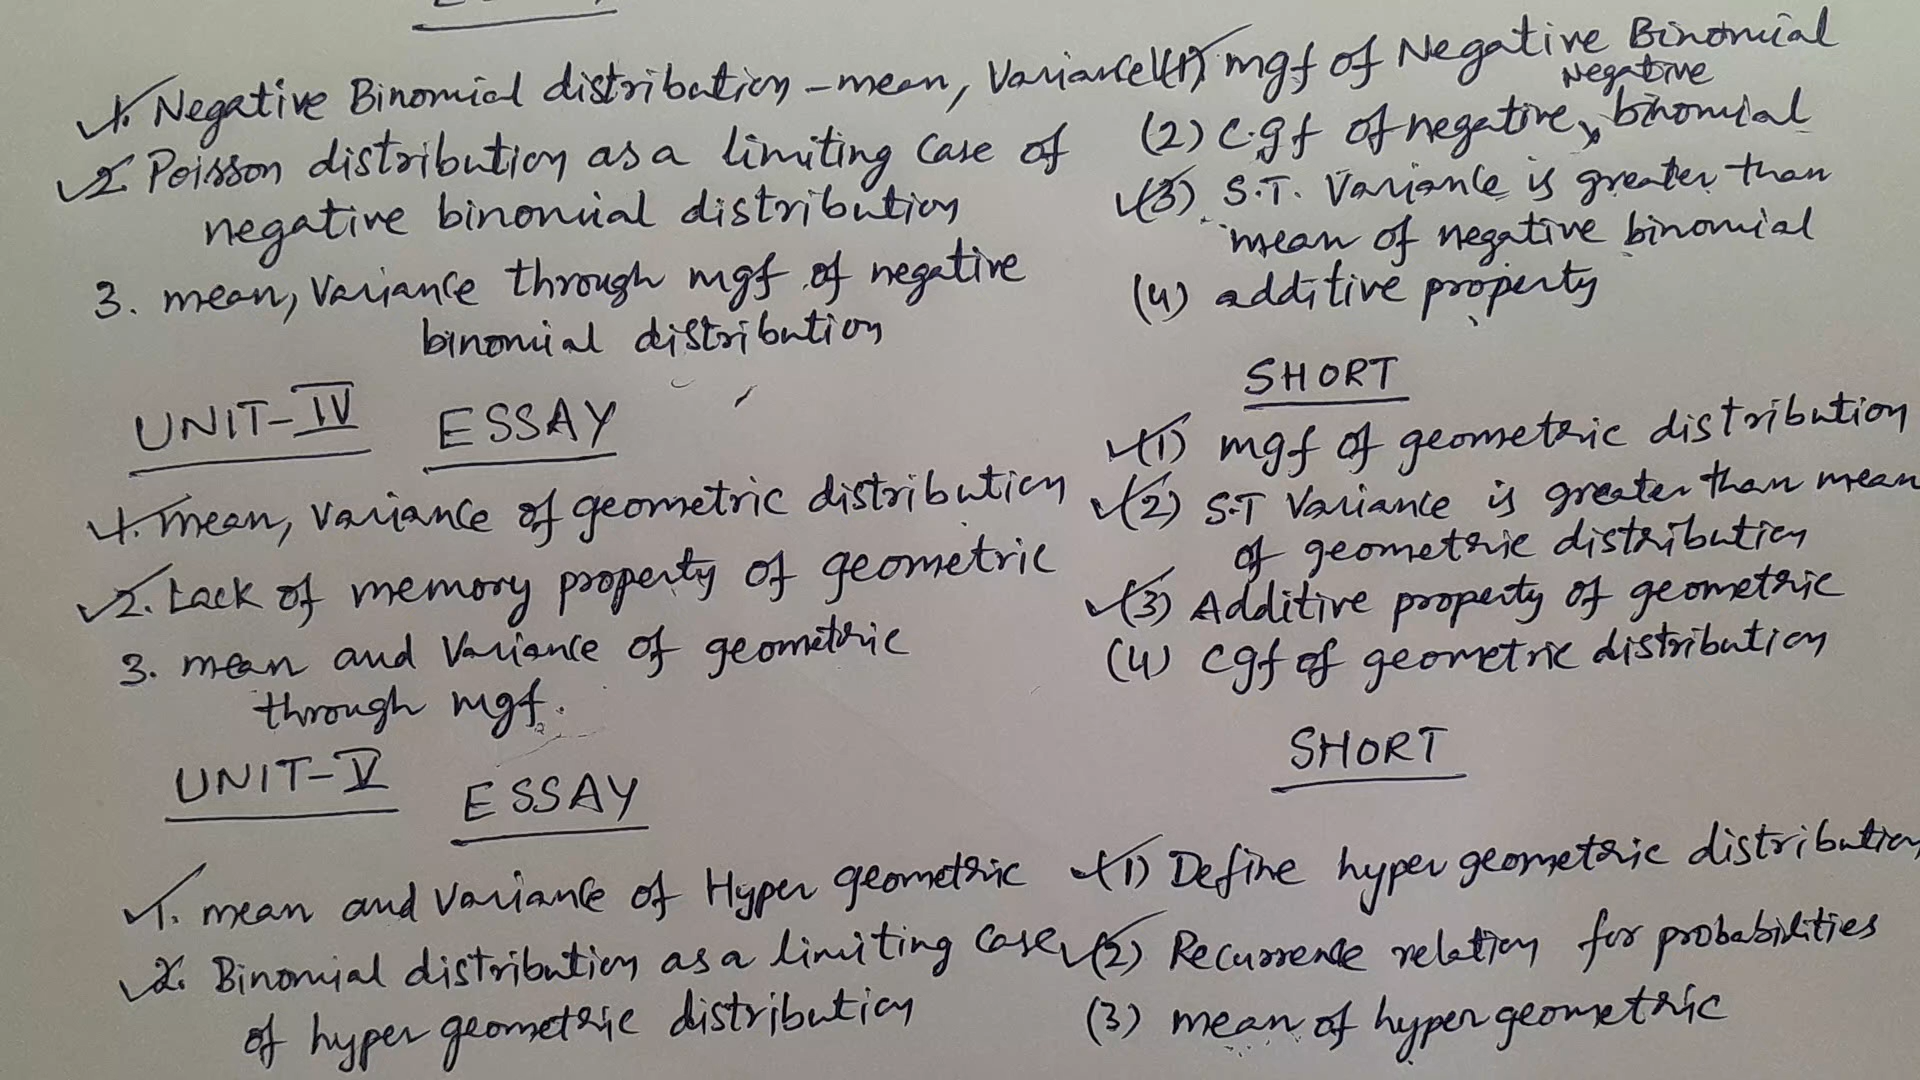 1. Negative Binomial distribution - mean, Variance
2. Poisson distribution as a limiting case of
negative binomial distribution
3. mean, Variance through mgf of negative
binomial distribution
(1) mgf of Negative Binomial
Negative
(2) c.g.f of negative binomial
(3) S.T. Variance is greater than
mean of negative binomial
(4) additive property
UNIT-IV ESSAY
1. mean, Variance of geometric distribution
2. Lack of memory property of geometric
3. mean and Variance of geometric
through mgf.
SHORT
(1) mgf of geometric distribution
(2) S.T Variance is greater than mean
of geometric distribution
(3) Additive property of geometric
(4) cgf of geometric distribution
UNIT-V ESSAY
1. mean and Variance of Hyper geometric
2. Binomial distribution as a limiting case
of hyper geometric distribution
SHORT
(1) Define hyper geometric distribution
(2) Recurrence relation for probabilities
(3) mean of hyper geometric